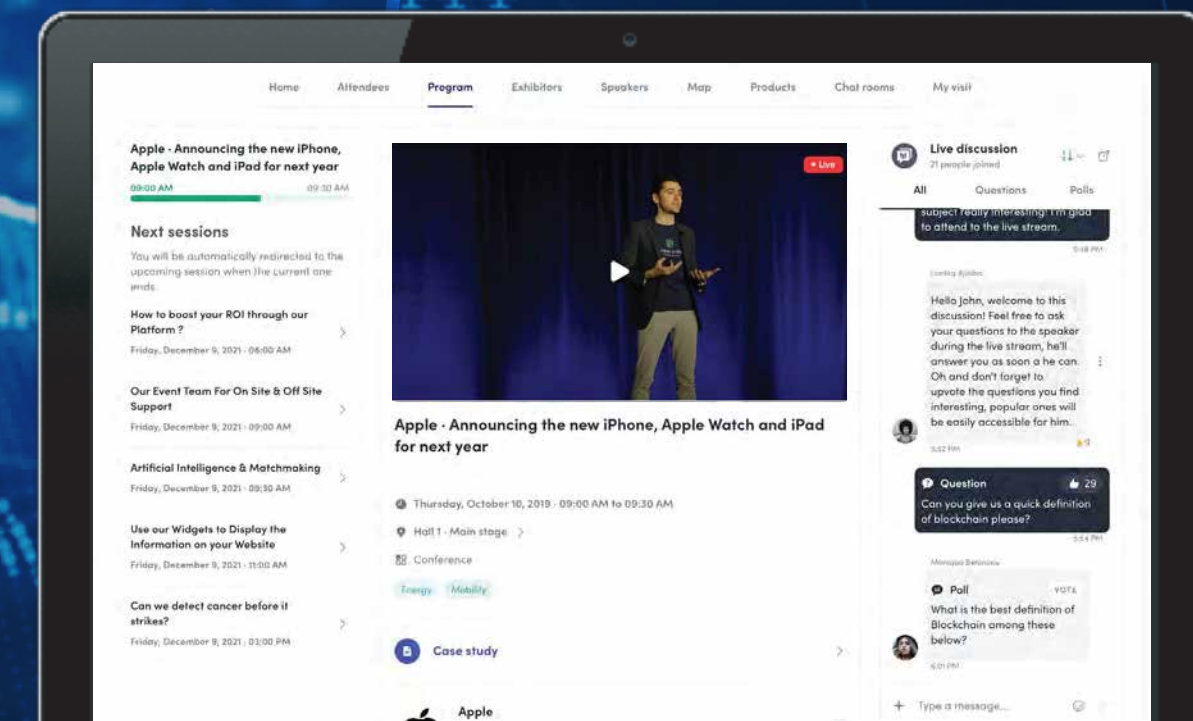 Home Attendees Program Exhibitors Speakers Map Products Chat rooms My visit
Apple · Announcing the new iPhone,
Apple Watch and iPad for next year
09:00 AM 09:30 AM
Next sessions
You will be automatically redirected to the
upcoming session when the current one
ends.
How to boost your ROI through our
Platform ?
Friday, December 9, 2021 · 06:00 AM
Our Event Team For On Site & Off Site
Support
Friday, December 9, 2021 · 09:00 AM
Artificial Intelligence & Matchmaking
Friday, December 9, 2021 · 09:30 AM
Use our Widgets to Display the
Information on your Website
Friday, December 9, 2021 · 11:00 AM
Can we detect cancer before it
strikes?
Friday, December 9, 2021 · 03:00 PM
Live
Apple · Announcing the new iPhone, Apple Watch and iPad
for next year
Thursday, October 10, 2019 · 09:00 AM to 09:30 AM
Hall 1 · Main stage
Conference
Energy Mobility
Case study
Apple
Live discussion
21 people joined
All Questions Polls
subject really interesting! I'm glad
to attend to the live stream.
Hello John, welcome to this
discussion! Feel free to ask
your questions to the speaker
during the live stream, he'll
answer you as soon a he can.
Oh and don't forget to
upvote the questions you find
interesting, popular ones will
be easily accessible for him.
5:52 PM 9
Question 29
Can you give us a quick definition
of blockchain please?
5:54 PM
Poll VOTE
What is the best definition of
Blockchain among these
below?
6:01 PM
Type a message...